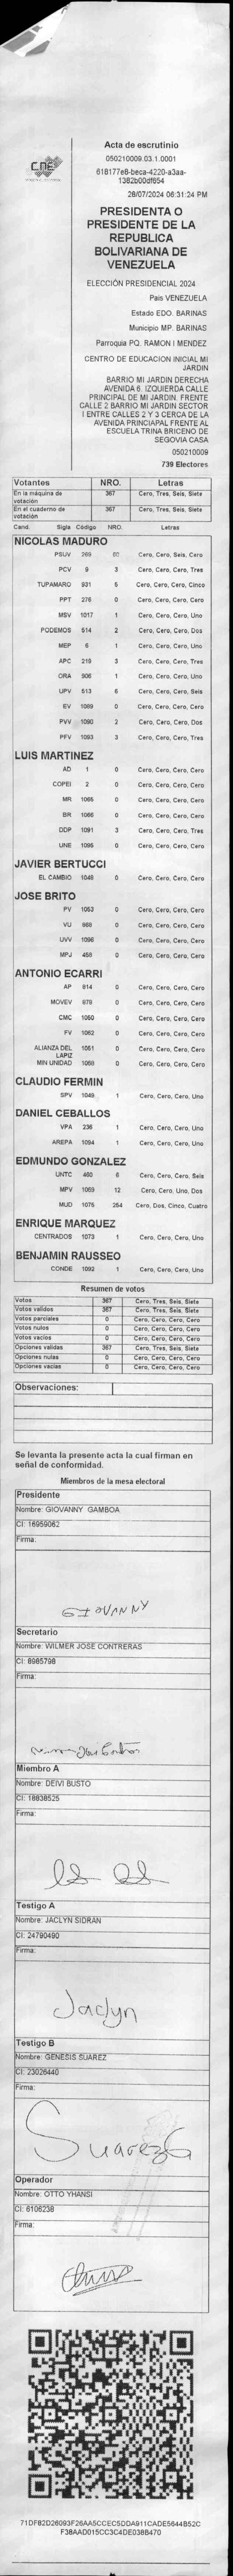 CNE
Acta de escrutinio
050210009.03.1.0001
618177e8-beca-4220-a3aa-
1382b00df654
28/07/2024 06:31:24 PM
PRESIDENTA O
PRESIDENTE DE LA
REPUBLICA
BOLIVARIANA DE
VENEZUELA
ELECCIÓN PRESIDENCIAL 2024
Pais VENEZUELA
Estado EDO. BARINAS
Municipio MP. BARINAS
Parroquia PQ. RAMON I MENDEZ
CENTRO DE EDUCACION INICIAL MI
JARDIN
BARRIO MI JARDIN DERECHA
AVENIDA 6. IZQUIERDA CALLE
PRINCIPAL DE MI JARDIN. FRENTE
CALLE 2 BARRIO MI JARDIN SECTOR
I ENTRE CALLES 2 Y 3 CERCA DE LA
AVENIDA PRINCIAPAL FRENTE AL
ESCUELA TRINA BRICENO DE
SEGOVIA CASA
050210009
739 Electores
Votantes NRO. Letras
En la máquina de votación 367 Cero, Tres, Seis, Siete
En el cuaderno de votación 367 Cero, Tres, Seis, Siete
Cand. Sigla Código NRO. Letras
NICOLAS MADURO
PSUV 269 60 Cero, Cero, Seis, Cero
PCV 9 3 Cero, Cero, Cero, Tres
TUPAMARO 931 5 Cero, Cero, Cero, Cinco
PPT 276 0 Cero, Cero, Cero, Cero
MSV 1017 1 Cero, Cero, Cero, Uno
PODEMOS 514 2 Cero, Cero, Cero, Dos
MEP 6 1 Cero, Cero, Cero, Uno
APC 219 3 Cero, Cero, Cero, Tres
ORA 906 1 Cero, Cero, Cero, Uno
UPV 513 6 Cero, Cero, Cero, Seis
EV 1089 0 Cero, Cero, Cero, Cero
PVV 1090 2 Cero, Cero, Cero, Dos
PFV 1093 3 Cero, Cero, Cero, Tres
LUIS MARTINEZ
AD 1 0 Cero, Cero, Cero, Cero
COPEI 2 0 Cero, Cero, Cero, Cero
MR 1065 0 Cero, Cero, Cero, Cero
BR 1066 0 Cero, Cero, Cero, Cero
DDP 1091 3 Cero, Cero, Cero, Tres
UNE 1095 0 Cero, Cero, Cero, Cero
JAVIER BERTUCCI
EL CAMBIO 1046 0 Cero, Cero, Cero, Cero
JOSE BRITO
PV 1053 0 Cero, Cero, Cero, Cero
VU 868 0 Cero, Cero, Cero, Cero
UVV 1096 0 Cero, Cero, Cero, Cero
MPJ 450 0 Cero, Cero, Cero, Cero
ANTONIO ECARRI
AP 914 0 Cero, Cero, Cero, Cero
MOVEV 878 0 Cero, Cero, Cero, Cero
CMC 1050 0 Cero, Cero, Cero, Cero
FV 1062 0 Cero, Cero, Cero, Cero
ALIANZA DEL LAPIZ 1051 0 Cero, Cero, Cero, Cero
MIN UNIDAD 1058 0 Cero, Cero, Cero, Cero
CLAUDIO FERMIN
SPV 1049 1 Cero, Cero, Cero, Uno
DANIEL CEBALLOS
VPA 236 1 Cero, Cero, Cero, Uno
AREPA 1094 1 Cero, Cero, Cero, Uno
EDMUNDO GONZALEZ
UNTC 460 6 Cero, Cero, Cero, Seis
MPV 1069 12 Cero, Cero, Uno, Dos
MUD 1075 254 Cero, Dos, Cinco, Cuatro
ENRIQUE MARQUEZ
CENTRADOS 1073 1 Cero, Cero, Cero, Uno
BENJAMIN RAUSSEO
CONDE 1092 1 Cero, Cero, Cero, Uno
Resumen de votos
Votos 367 Cero, Tres, Seis, Siete
Votos validos 367 Cero, Tres, Seis, Siete
Votos parciales 0 Cero, Cero, Cero, Cero
Votos nulos 0 Cero, Cero, Cero, Cero
Votos vacíos 0 Cero, Cero, Cero, Cero
Opciones validas 367 Cero, Tres, Seis, Siete
Opciones nulas 0 Cero, Cero, Cero, Cero
Opciones vacias 0 Cero, Cero, Cero, Cero
Observaciones:
Se levanta la presente acta la cual firman en
señal de conformidad.
Miembros de la mesa electoral
Presidente
Nombre: GIOVANNY GAMBOA
CI: 16959062
Firma:
GIOVANNY
Secretario
Nombre: WILMER JOSE CONTRERAS
CI: 8985798
Firma:
Miembro A
Nombre: DEIVI BUSTO
CI: 18838525
Firma:
Testigo A
Nombre: JACLYN SIDRAN
CI: 24790490
Firma:
Jaclyn
Testigo B
Nombre: GENESIS SUAREZ
CI: 23026440
Firma:
Suarez G
Operador
Nombre: OTTO YHANSI
CI: 6106238
Firma:
71DF82D26093F26AA5CCEC5DDA911CADE5644B52C
F38AAD015CC3C4DE038B470